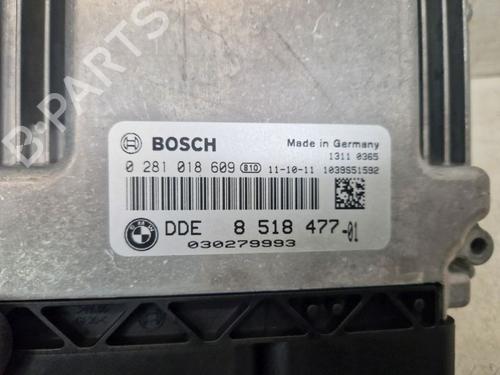 B-PARTS
BOSCH
Made in Germany
1311 0365
0 281 018 609 B10 11-10-11 1039S51592
DDE 8 518 477-01
030279993